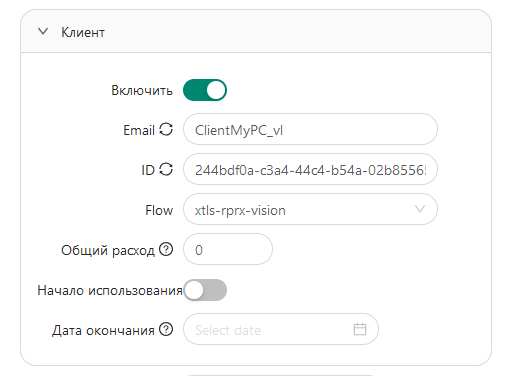 Клиент
Включить
Email ClientMyPC_vl
ID 244bdf0a-c3a4-44c4-b54a-02b8556
Flow xtls-rprx-vision
Общий расход 0
Начало использования
Дата окончания Select date